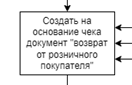 Создать на
основание чека
документ "возврат
от розничного
покупателя"